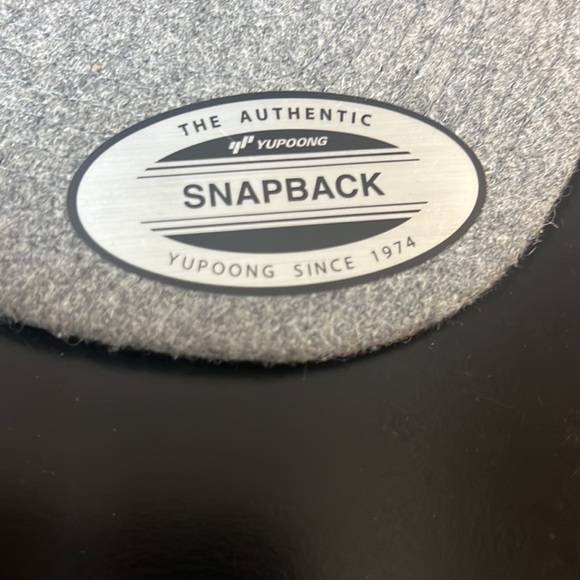 THE AUTHENTIC
YUPOONG
SNAPBACK
YUPOONG SINCE 1974